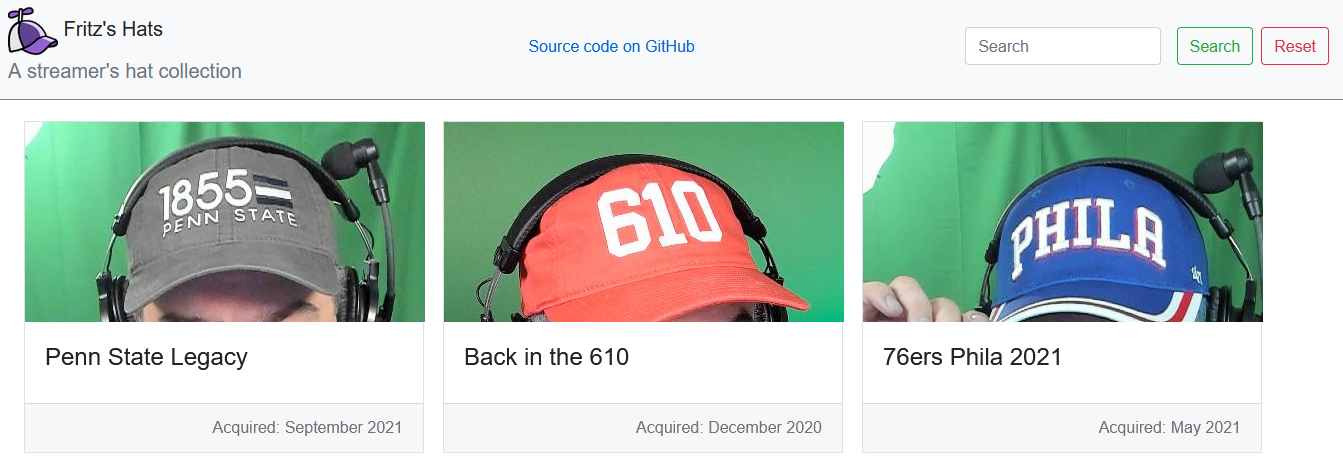 Fritz's Hats
A streamer's hat collection
Source code on GitHub
Search
Search
Reset
1855
PENN STATE
610
PHILA
'47
Penn State Legacy
Back in the 610
76ers Phila 2021
Acquired: September 2021
Acquired: December 2020
Acquired: May 2021